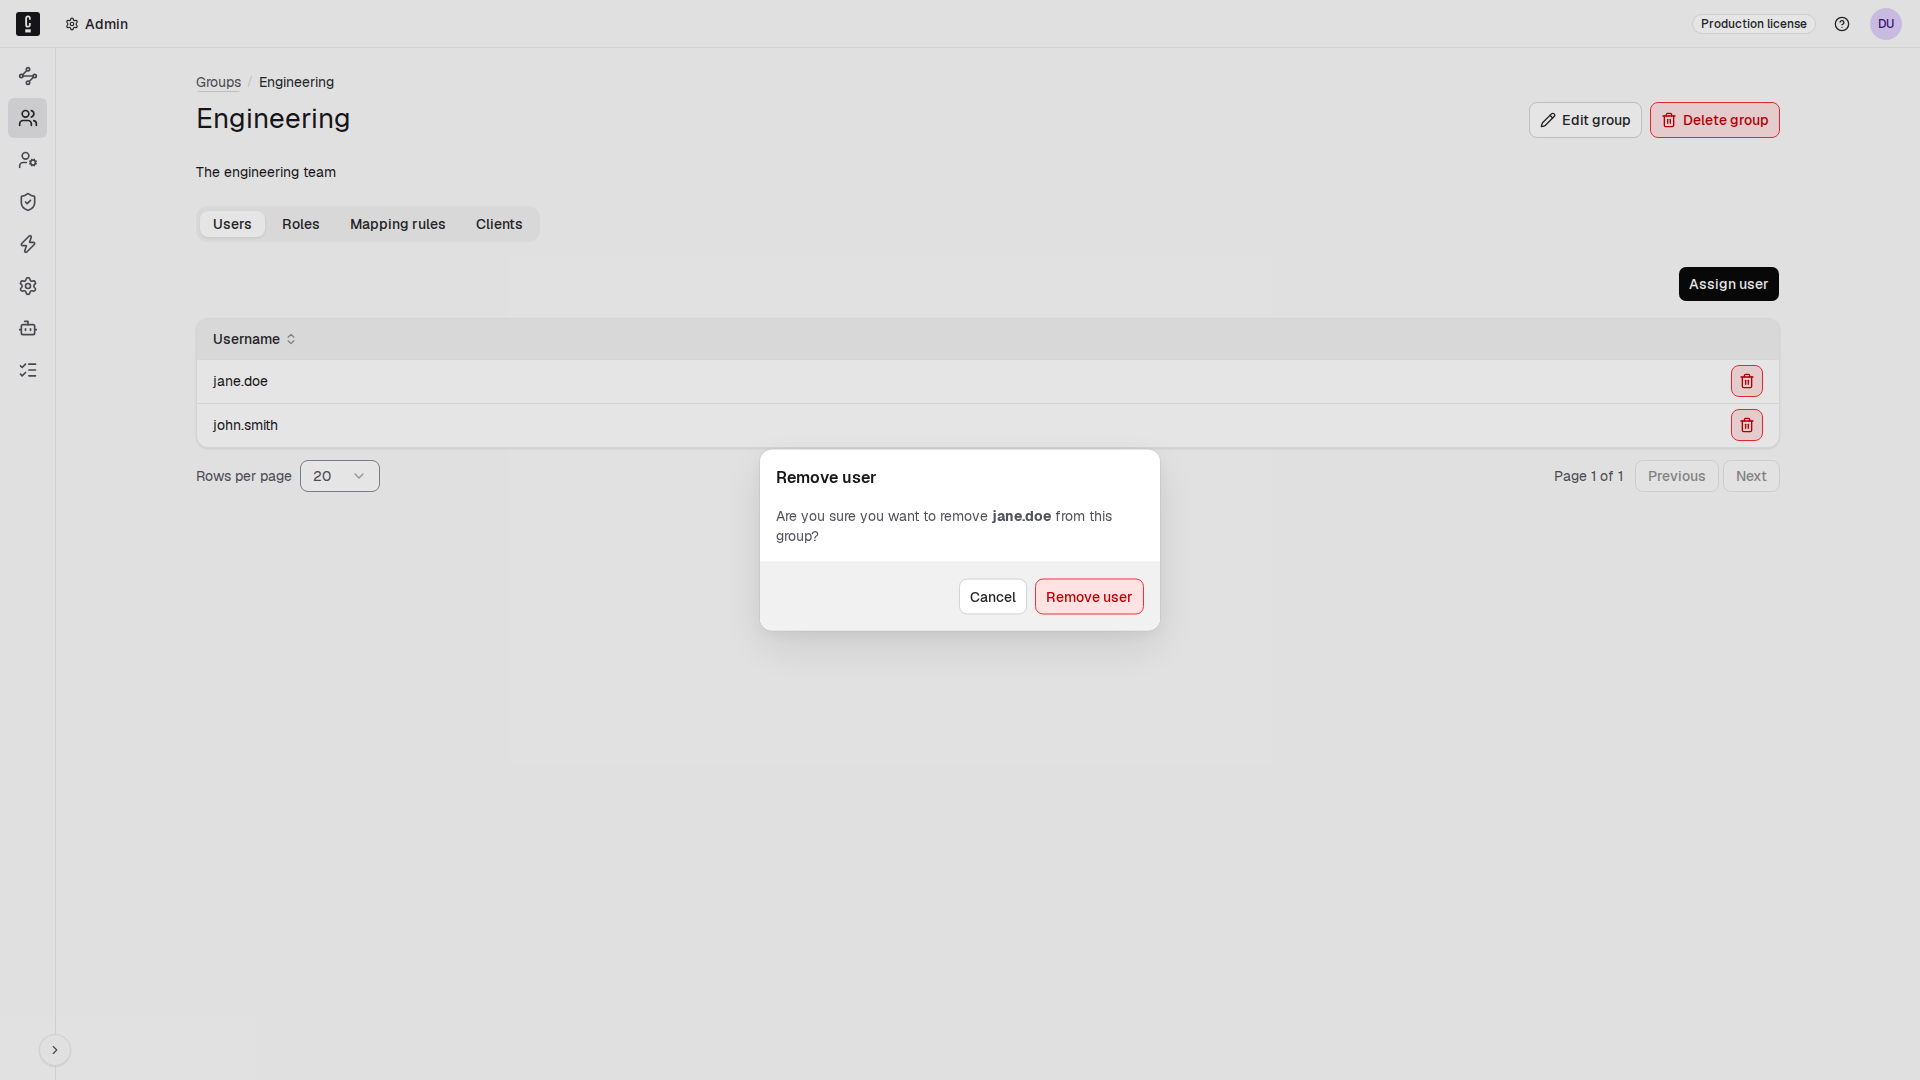 Admin
Production license
DU
Groups / Engineering
Engineering
Edit group
Delete group
The engineering team
Users
Roles
Mapping rules
Clients
Assign user
Username
jane.doe
john.smith
Rows per page
20
Page 1 of 1
Previous
Next
Remove user
Are you sure you want to remove jane.doe from this
group?
Cancel
Remove user